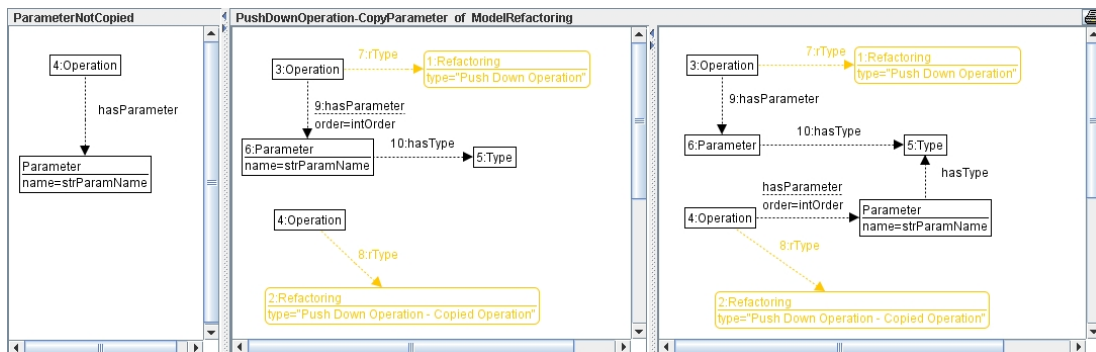 ParameterNotCopied
PushDownOperation-CopyParameter of ModelRefactoring
4:Operation
hasParameter
Parameter
name=strParamName
3:Operation
7:rType
1:Refactoring
type="Push Down Operation"
9:hasParameter
order=intOrder
6:Parameter
name=strParamName
10:hasType
5:Type
4:Operation
8:rType
2:Refactoring
type="Push Down Operation - Copied Operation"
3:Operation
7:rType
1:Refactoring
type="Push Down Operation"
9:hasParameter
6:Parameter
10:hasType
5:Type
hasType
hasParameter
order=intOrder
4:Operation
Parameter
name=strParamName
8:rType
2:Refactoring
type="Push Down Operation - Copied Operation"